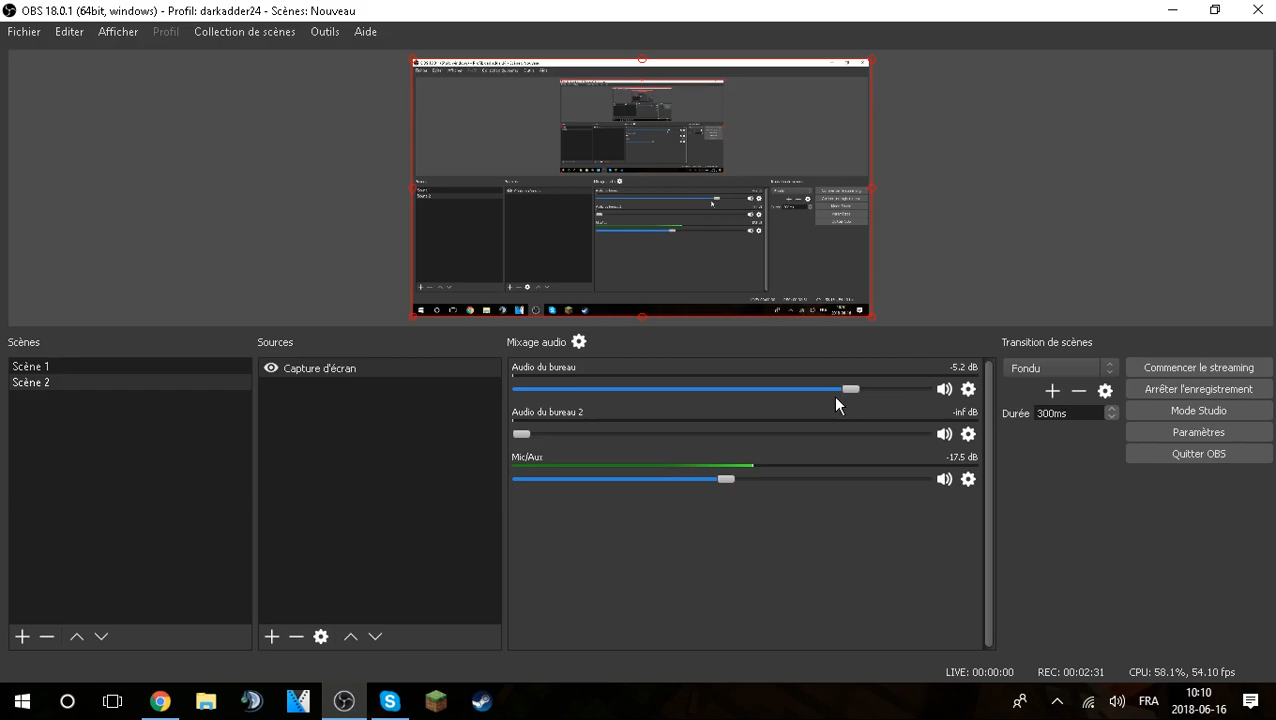 OBS 18.0.1 (64bit, windows) - Profil: darkadder24 - Scènes: Nouveau
Fichier Editer Afficher Profil Collection de scènes Outils Aide
Scènes
Scène 1
Scène 2
Sources
Capture d'écran
Mixage audio
Audio du bureau -5.2 dB
Audio du bureau 2 -inf dB
Mic/Aux -17.5 dB
Transition de scènes
Fondu
Durée 300ms
Commencer le streaming
Arrêter l'enregistrement
Mode Studio
Paramètres
Quitter OBS
LIVE: 00:00:00 REC: 00:02:31 CPU: 58.1%, 54.10 fps
FRA
10:10
2018-06-16